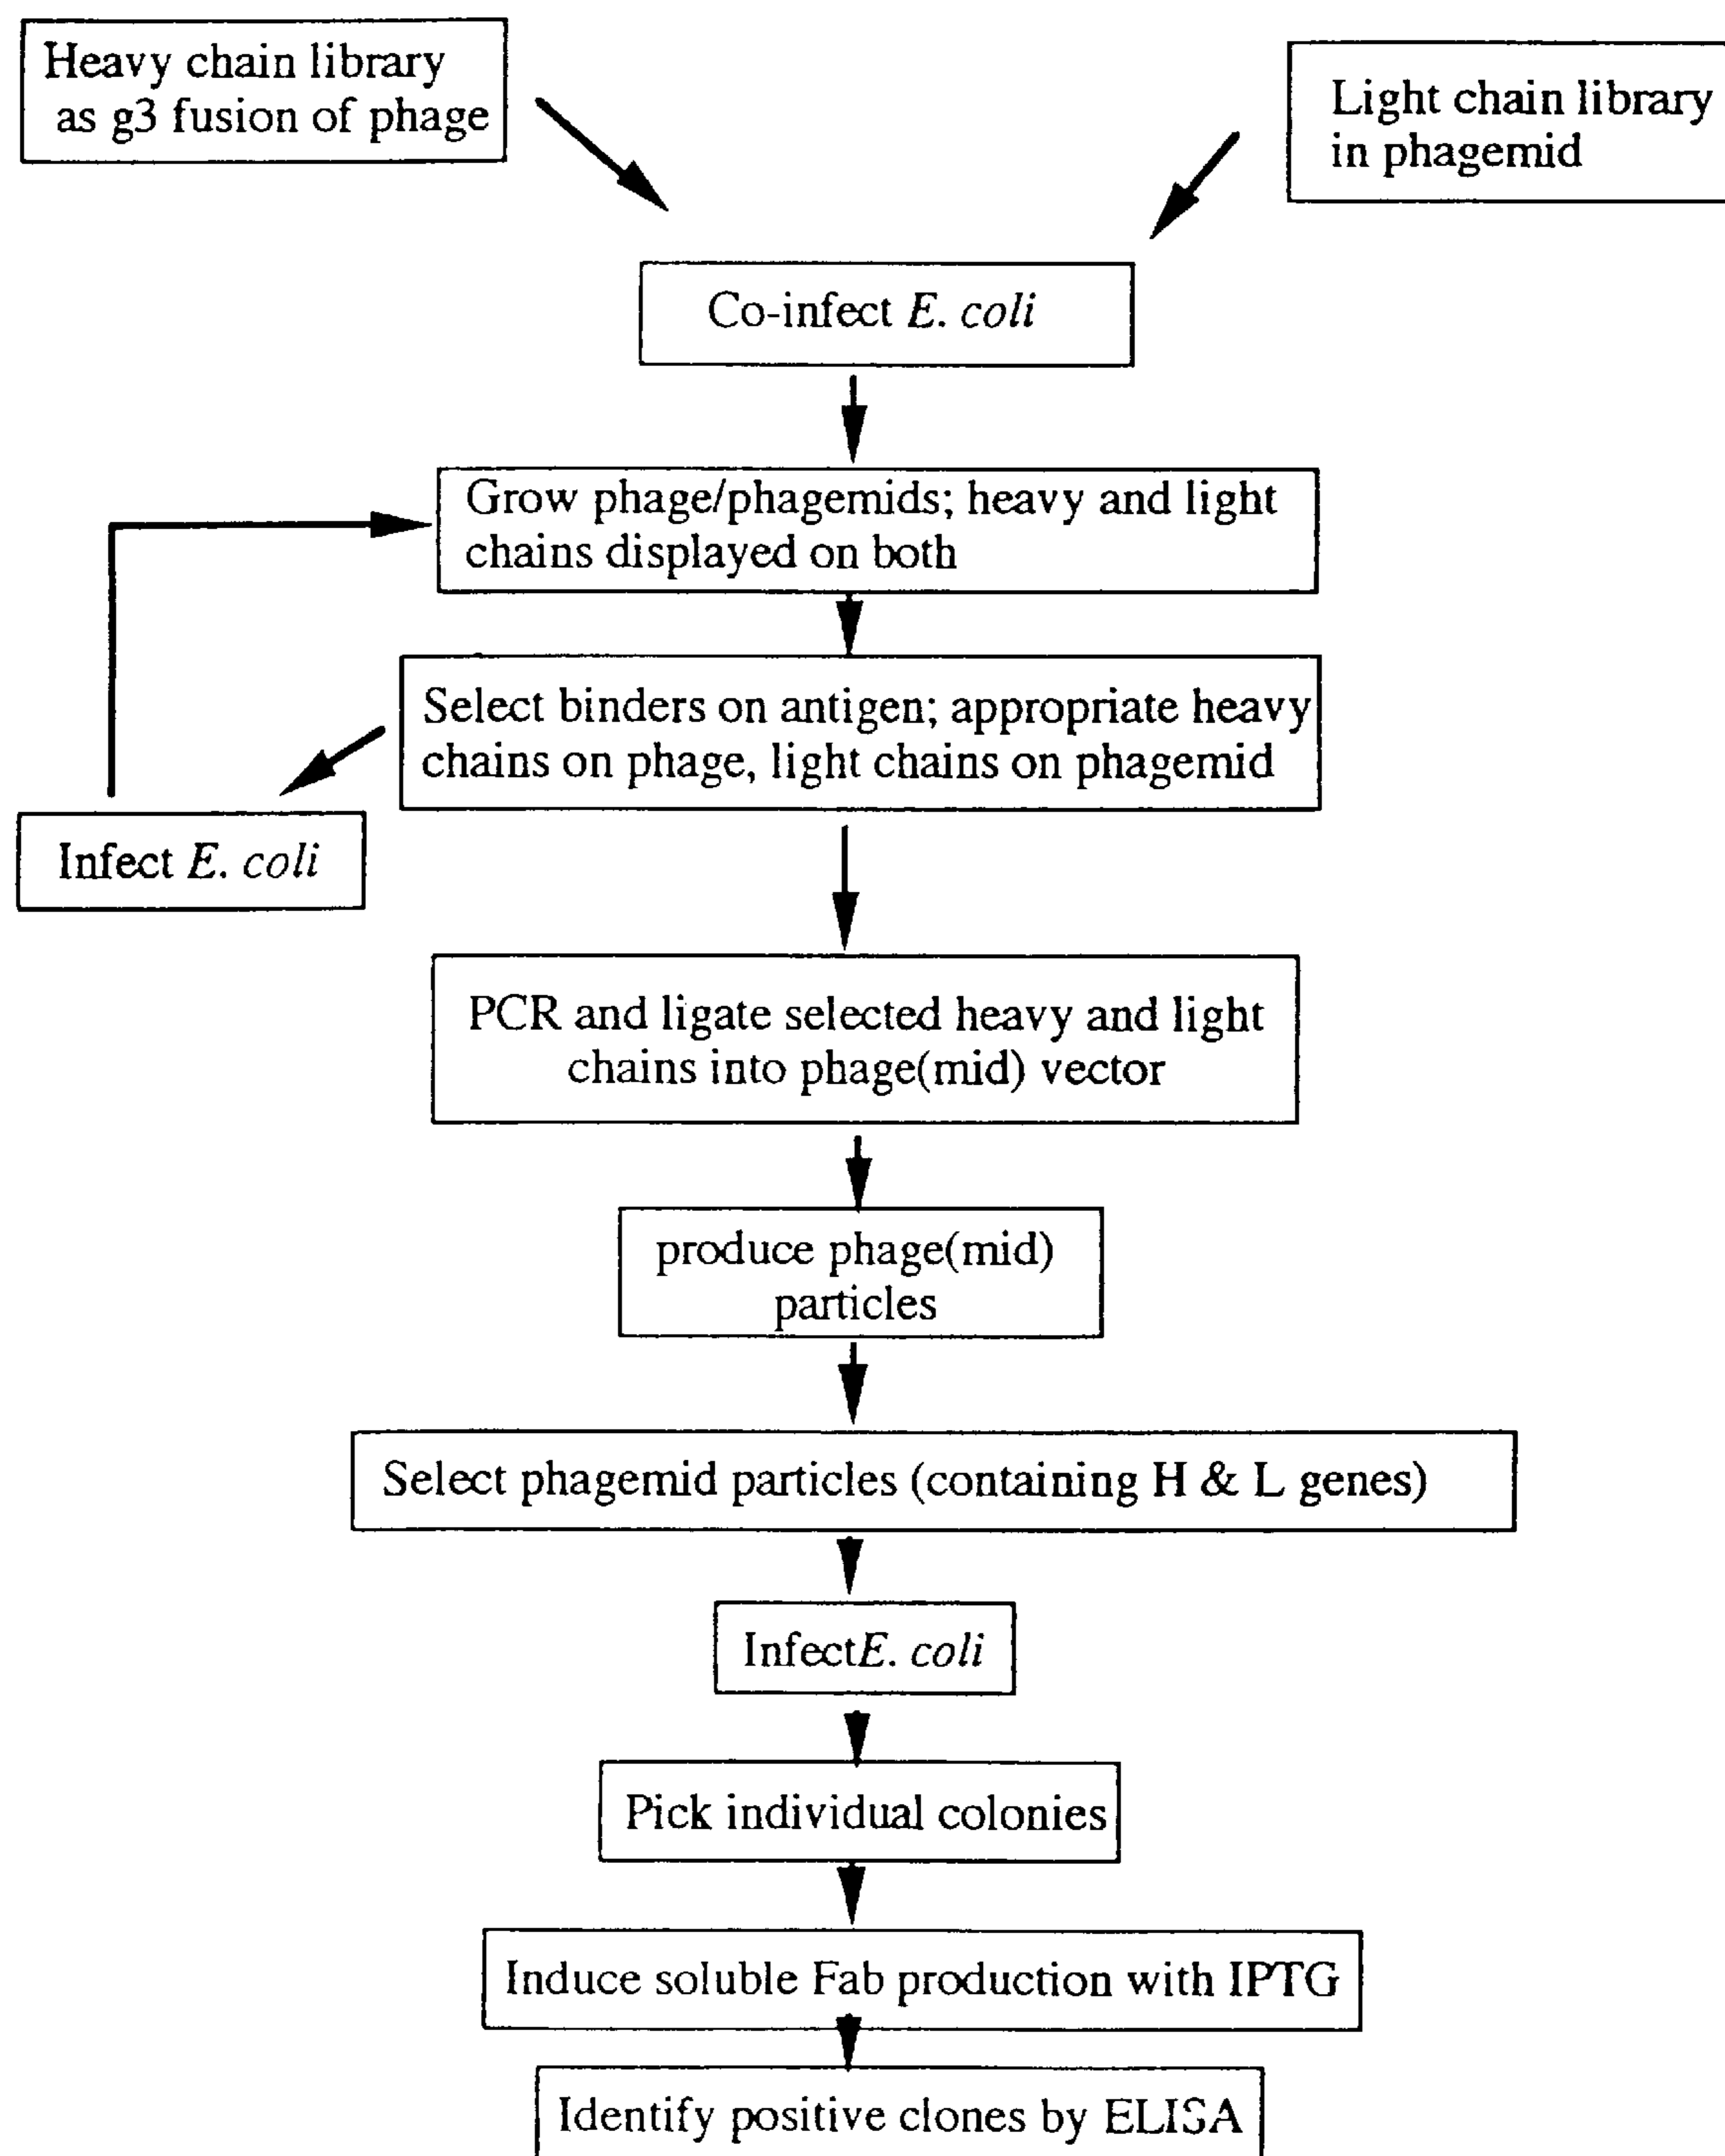 Heavy chain library
as g3 fusion of phage
Light chain library
in phagemid
Co-infect E. coli
Grow phage/phagemids; heavy and light
chains displayed on both
Select binders on antigen; appropriate heavy
chains on phage, light chains on phagemid
Infect E. coli
PCR and ligate selected heavy and light
chains into phage(mid) vector
produce phage(mid)
particles
Select phagemid particles (containing H & L genes)
InfectE. coli
Pick individual colonies
Induce soluble Fab production with IPTG
Identify positive clones by ELISA